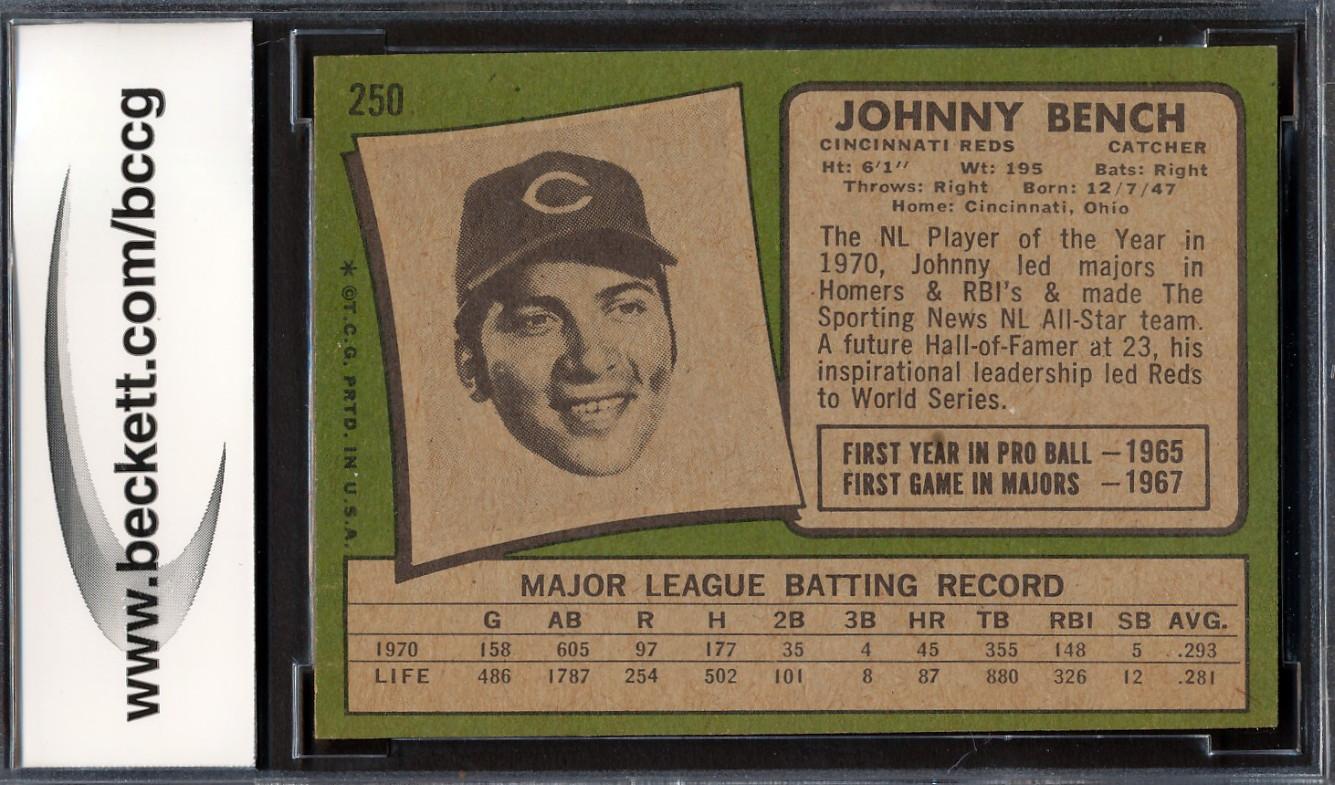 www.beckett.com/bccg
250
C
* ©T.C.G. PRTD. IN U.S.A.
JOHNNY BENCH
CINCINNATI REDS CATCHER
Ht: 6'1" Wt: 195 Bats: Right
Throws: Right Born: 12/7/47
Home: Cincinnati, Ohio
The NL Player of the Year in
1970, Johnny led majors in
Homers & RBI's & made The
Sporting News NL All-Star team.
A future Hall-of-Famer at 23, his
inspirational leadership led Reds
to World Series.
FIRST YEAR IN PRO BALL —1965
FIRST GAME IN MAJORS —1967
MAJOR LEAGUE BATTING RECORD
G AB R H 2B 3B HR TB RBI SB AVG.
1970 158 605 97 177 35 4 45 355 148 5 .293
LIFE 486 1787 254 502 101 8 87 880 326 12 .281